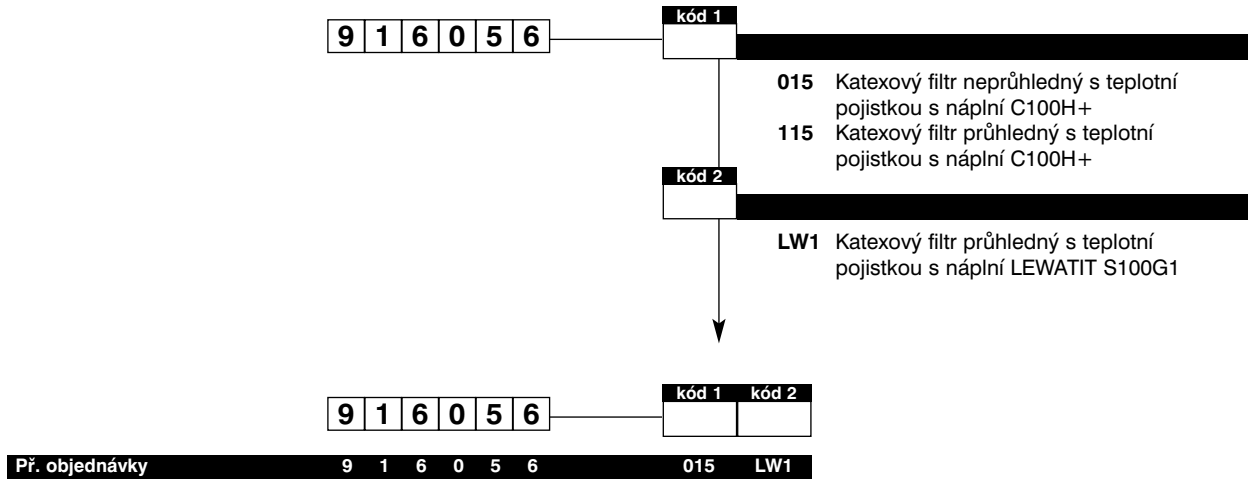 kód 1
9 1 6 0 5 6
015 Katexový filtr neprůhledný s teplotní
pojistkou s náplní C100H+
115 Katexový filtr průhledný s teplotní
pojistkou s náplní C100H+
kód 2
LW1 Katexový filtr průhledný s teplotní
pojistkou s náplní LEWATIT S100G1
kód 1 kód 2
9 1 6 0 5 6
Př. objednávky 9 1 6 0 5 6 015 LW1